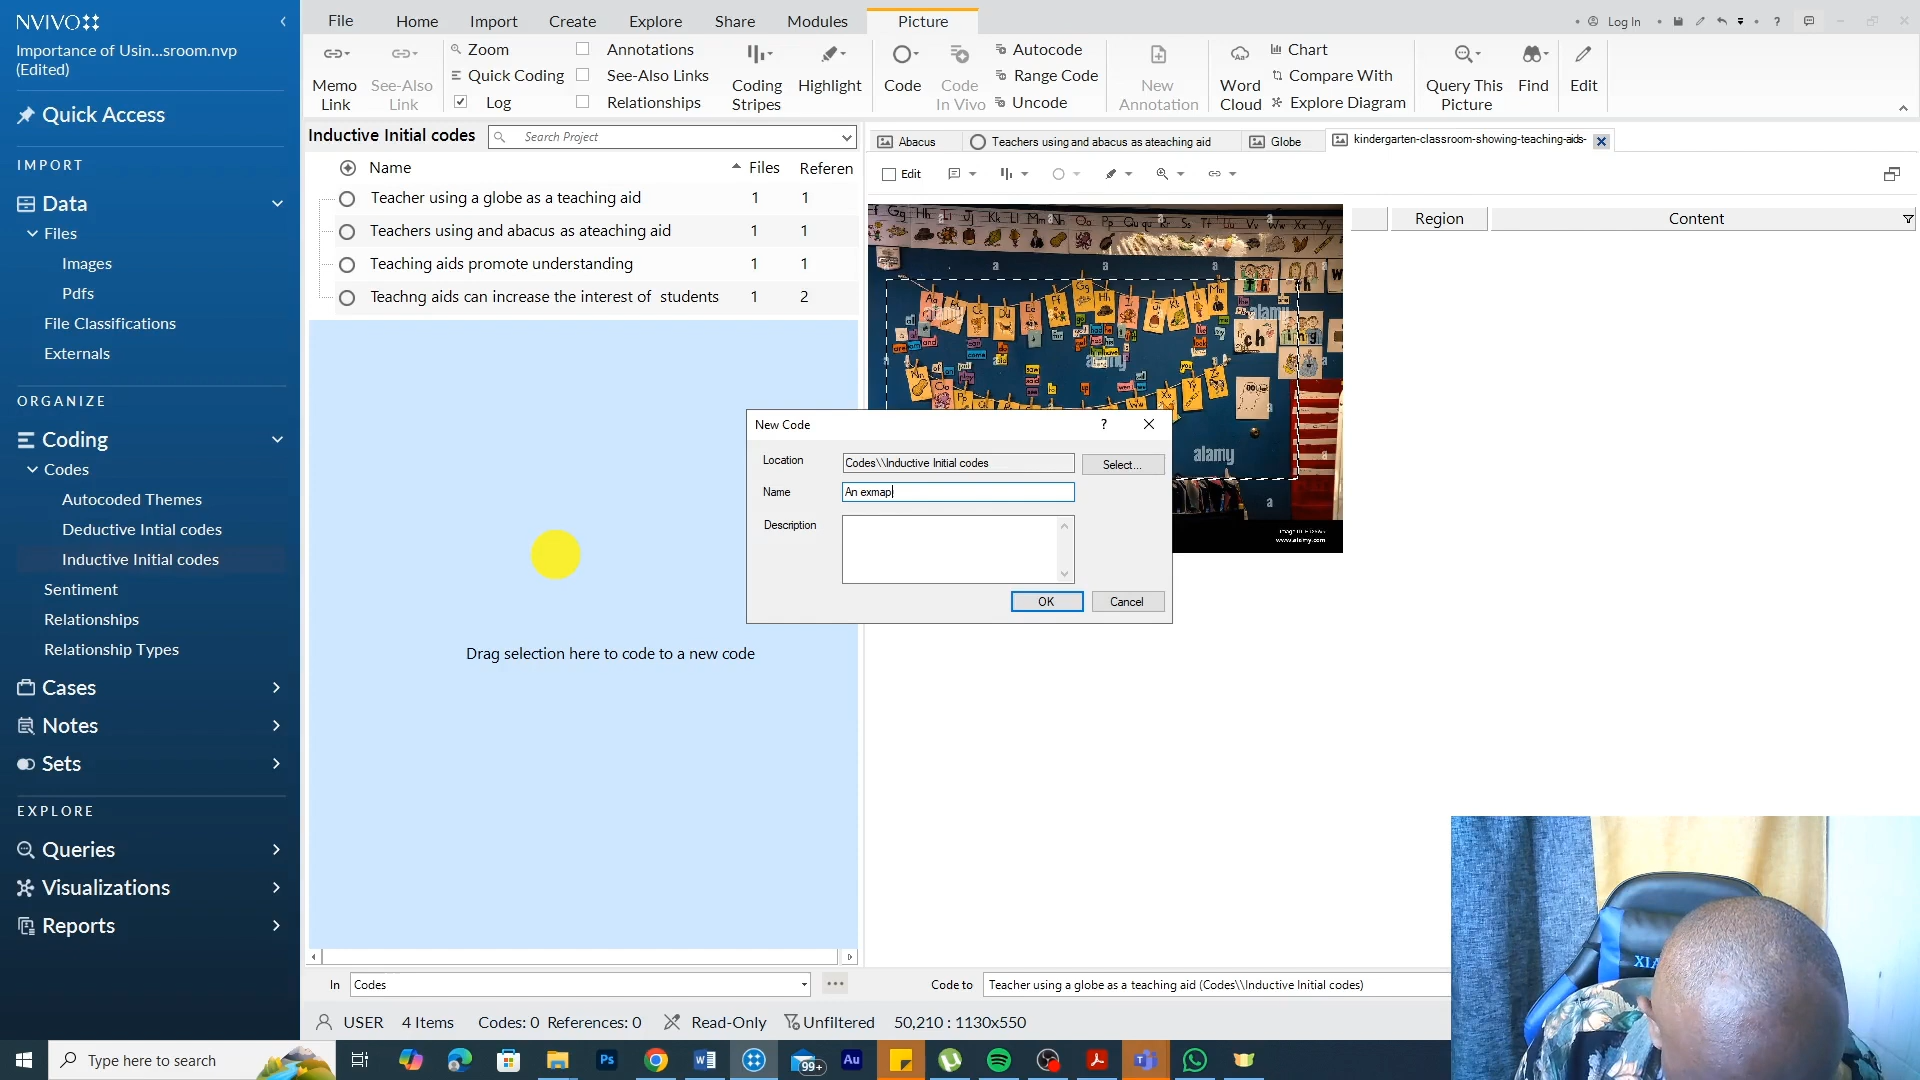 NVIVO
Importance of Usin...sroom.nvp
(Edited)
Quick Access
IMPORT
Data
Files
Images
Pdfs
File Classifications
Externals
ORGANIZE
Coding
Codes
Autocoded Themes
Deductive Intial codes
Inductive Initial codes
Sentiment
Relationships
Relationship Types
Cases
Notes
Sets
EXPLORE
Queries
Visualizations
Reports
File Home Import Create Explore Share Modules Picture
Log In
Memo Link
See-Also Link
Zoom
Quick Coding
Log
Annotations
See-Also Links
Relationships
Coding Stripes
Highlight
Code
Code In Vivo
Autocode
Range Code
Uncode
New Annotation
Word Cloud
Chart
Compare With
Explore Diagram
Query This Picture
Find
Edit
Inductive Initial codes
Search Project
Name Files Referen
Teacher using a globe as a teaching aid 1 1
Teachers using and abacus as ateaching aid 1 1
Teaching aids promote understanding 1 1
Teachng aids can increase the interest of students 1 2
Drag selection here to code to a new code
Abacus
Teachers using and abacus as ateaching aid
Globe
kindergarten-classroom-showing-teaching-aids-
Edit
Region Content
alamy
www.alamy.com
New Code
Location Codes\\Inductive Initial codes Select...
Name An exmap
Description
OK Cancel
In Codes
Code to Teacher using a globe as a teaching aid (Codes\\Inductive Initial codes)
USER 4 Items Codes: 0 References: 0 Read-Only Unfiltered 50,210 : 1130x550
Type here to search
99+